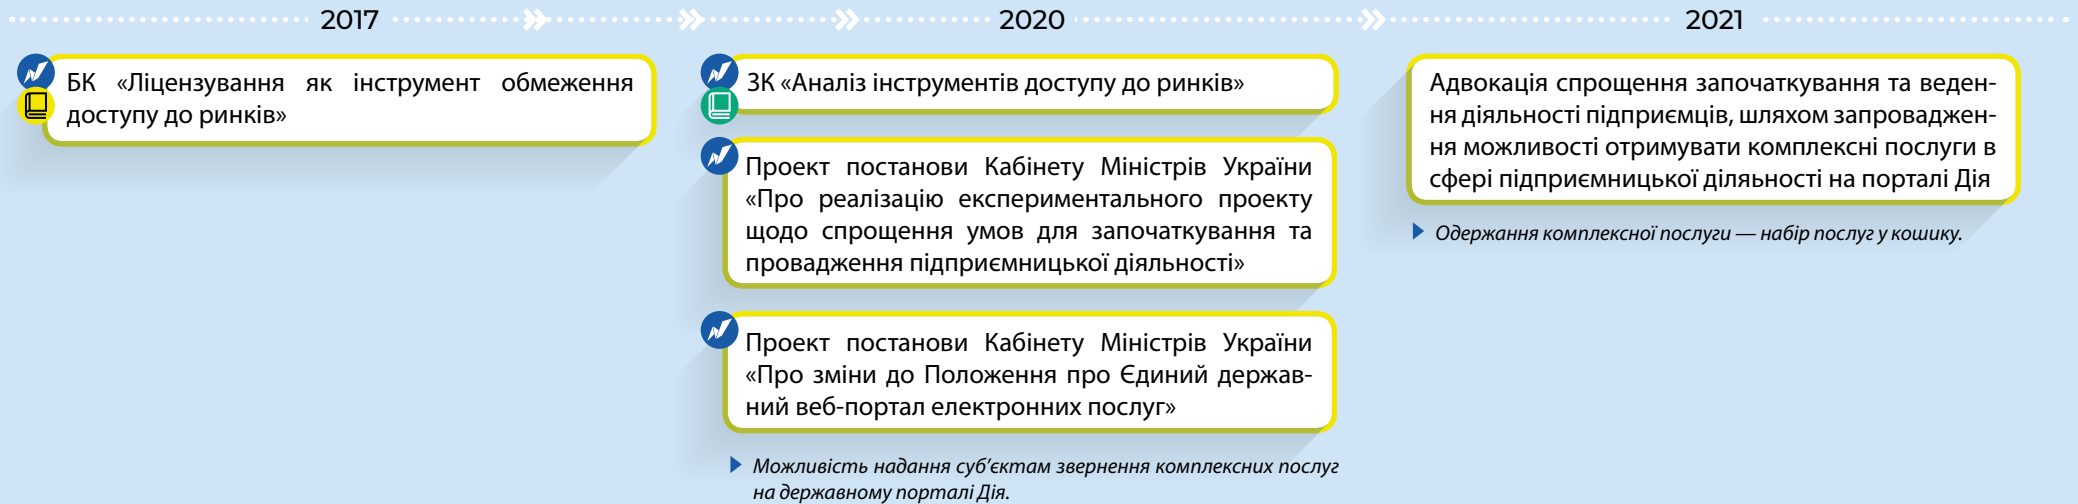 2017
БК «Ліцензування як інструмент обмеження
доступу до ринків»
2020
ЗК «Аналіз інструментів доступу до ринків»
Проект постанови Кабінету Міністрів України
«Про реалізацію експериментального проекту
щодо спрощення умов для започаткування та
провадження підприємницької діяльності»
Проект постанови Кабінету Міністрів України
«Про зміни до Положення про Єдиний держав-
ний веб-портал електронних послуг»
Можливість надання суб’єктам звернення комплексних послуг
на державному порталі Дія.
2021
Адвокація спрощення започаткування та веден-
ня діяльності підприємців, шляхом запроваджен-
ня можливості отримувати комплексні послуги в
сфері підприємницької діляьності на порталі Дія
Одержання комплексної послуги — набір послуг у кошику.